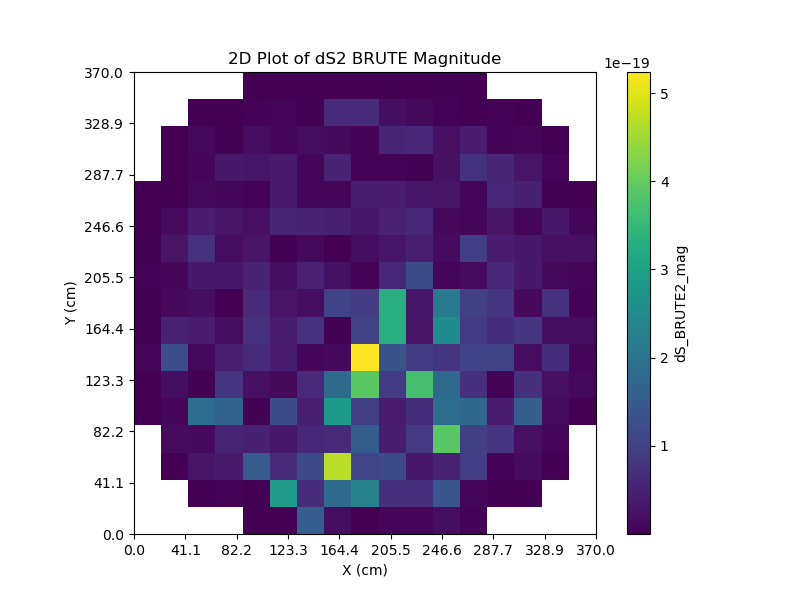 2D Plot of dS2 BRUTE Magnitude
1e−19
370.0
328.9
287.7
246.6
205.5
164.4
123.3
82.2
41.1
0.0
Y (cm)
0.0 41.1 82.2 123.3 164.4 205.5 246.6 287.7 328.9 370.0
X (cm)
5
4
3
2
1
dS_BRUTE2_mag